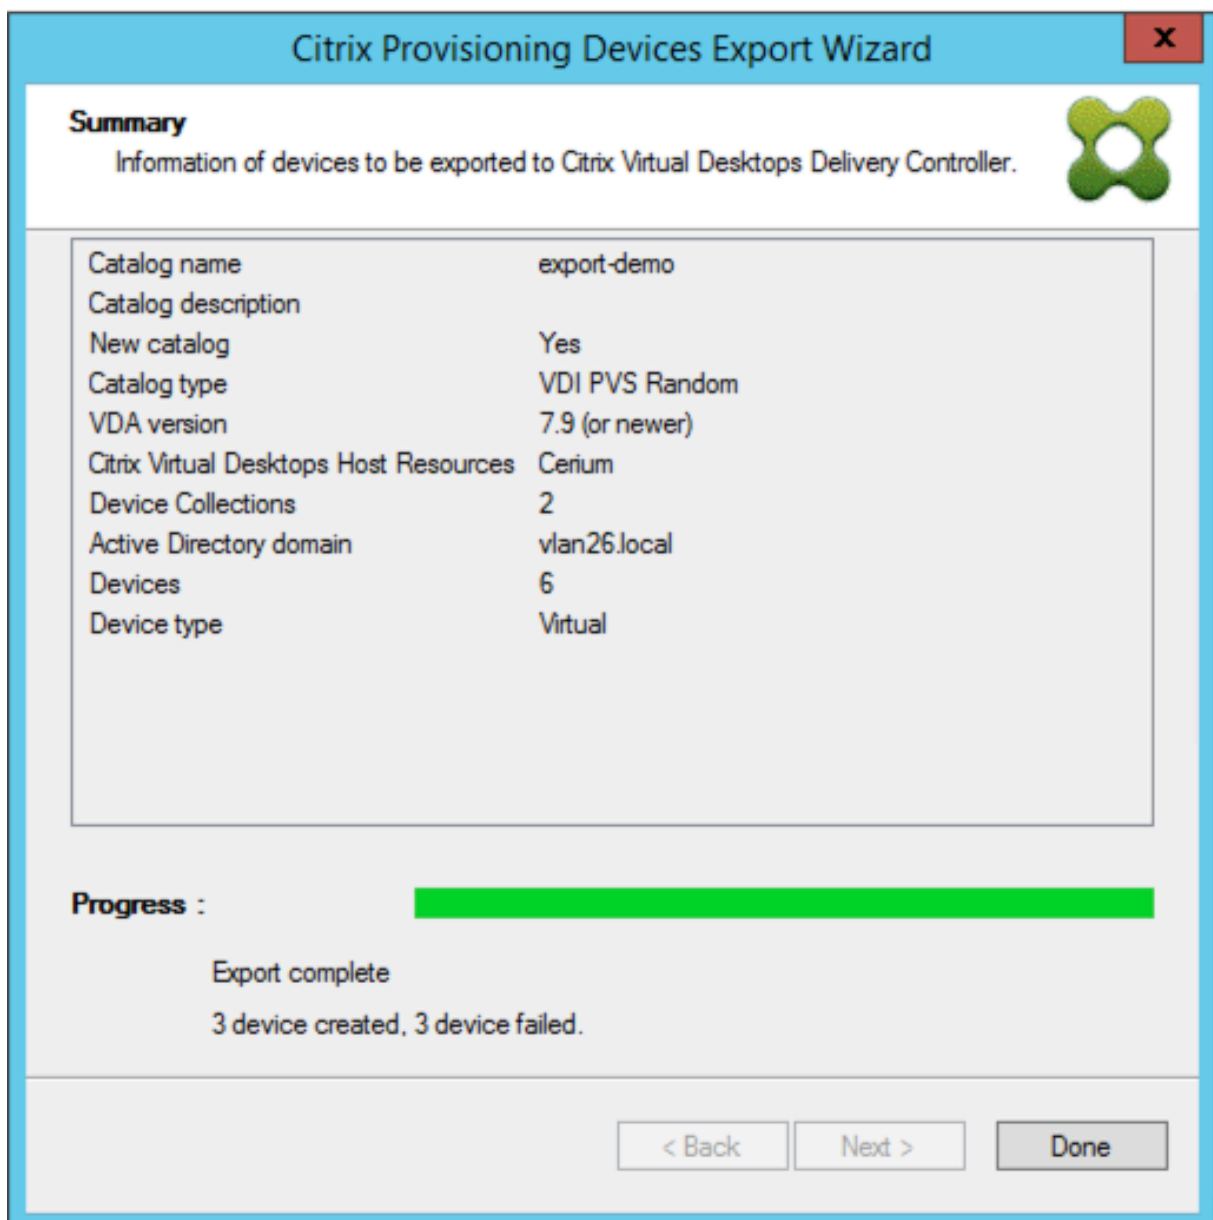 Citrix Provisioning Devices Export Wizard
x
Summary
Information of devices to be exported to Citrix Virtual Desktops Delivery Controller.
Catalog name export-demo
Catalog description
New catalog Yes
Catalog type VDI PVS Random
VDA version 7.9 (or newer)
Citrix Virtual Desktops Host Resources Cerium
Device Collections 2
Active Directory domain vlan26.local
Devices 6
Device type Virtual
Progress :
Export complete
3 device created, 3 device failed.
< Back Next > Done